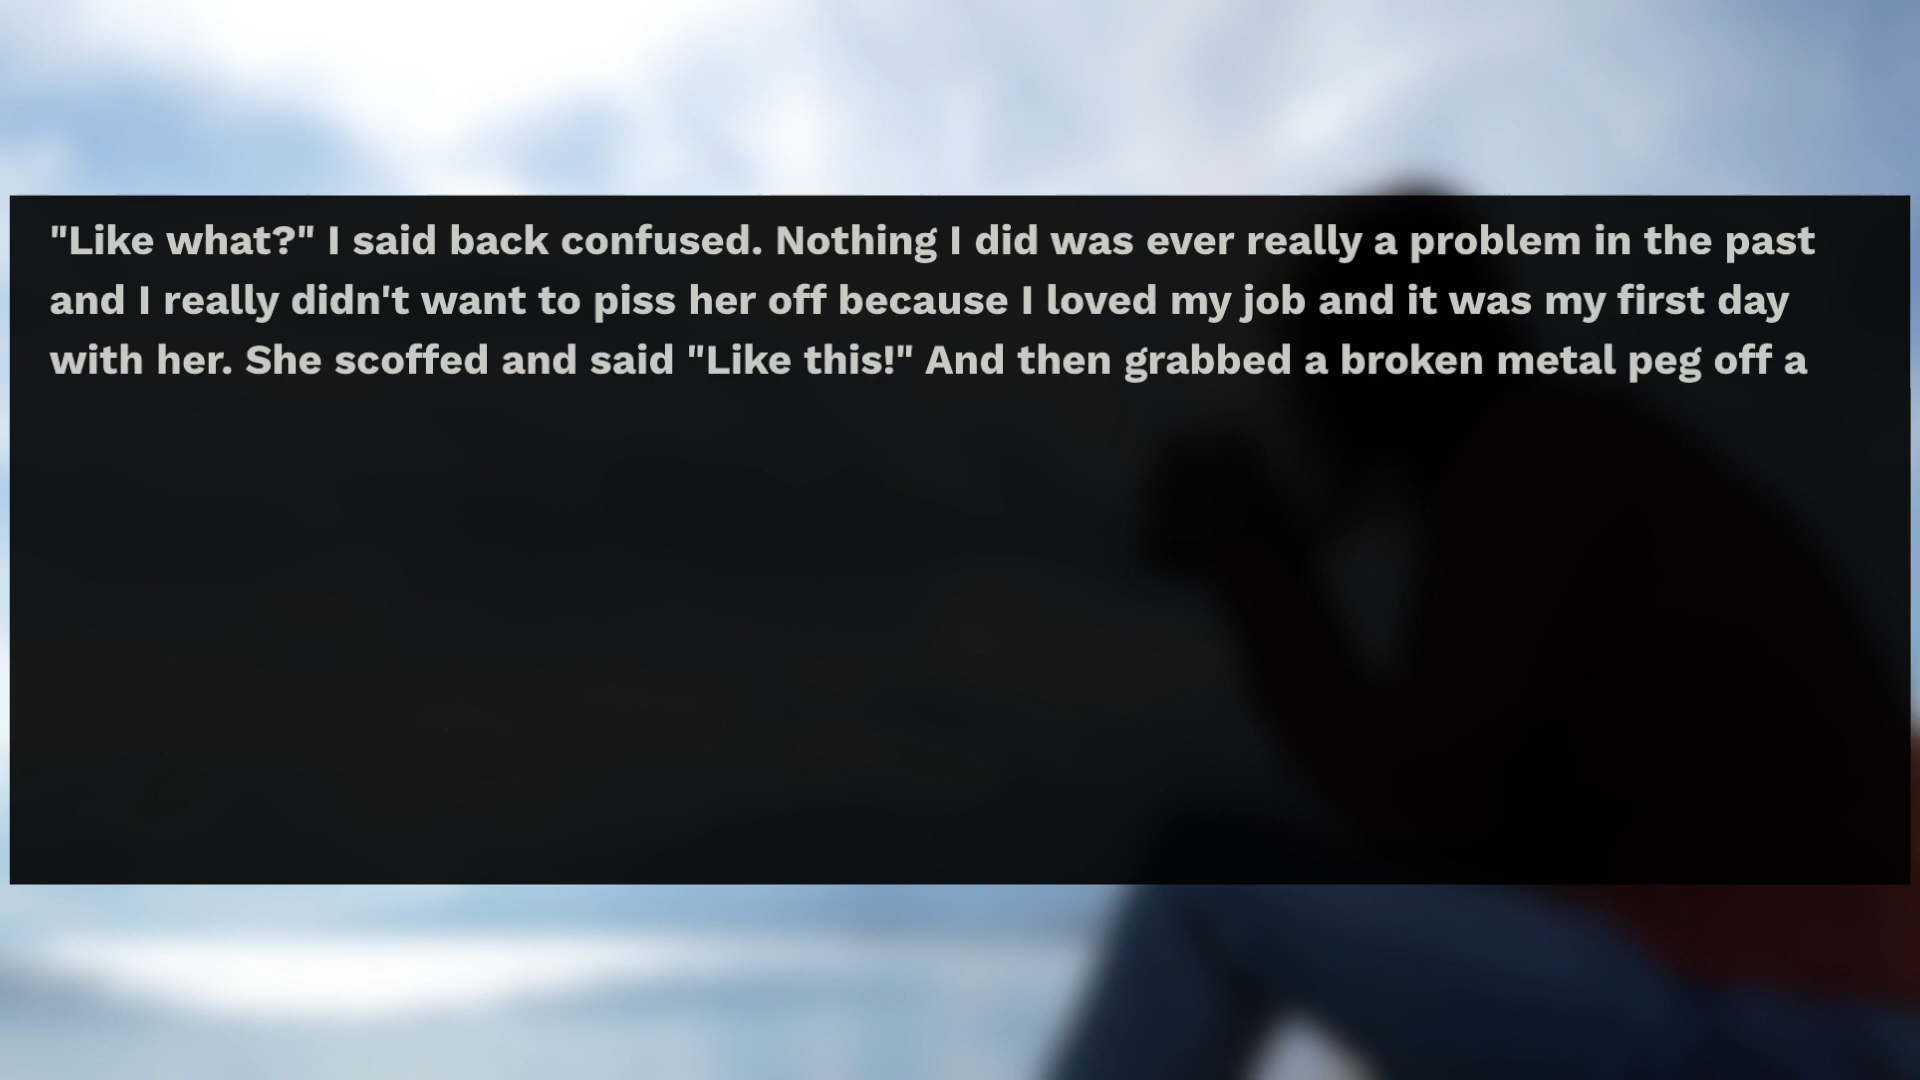 "Like what?" I said back confused. Nothing I did was ever really a problem in the past
and I really didn't want to piss her off because I loved my job and it was my first day
with her. She scoffed and said "Like this!" And then grabbed a broken metal peg off a